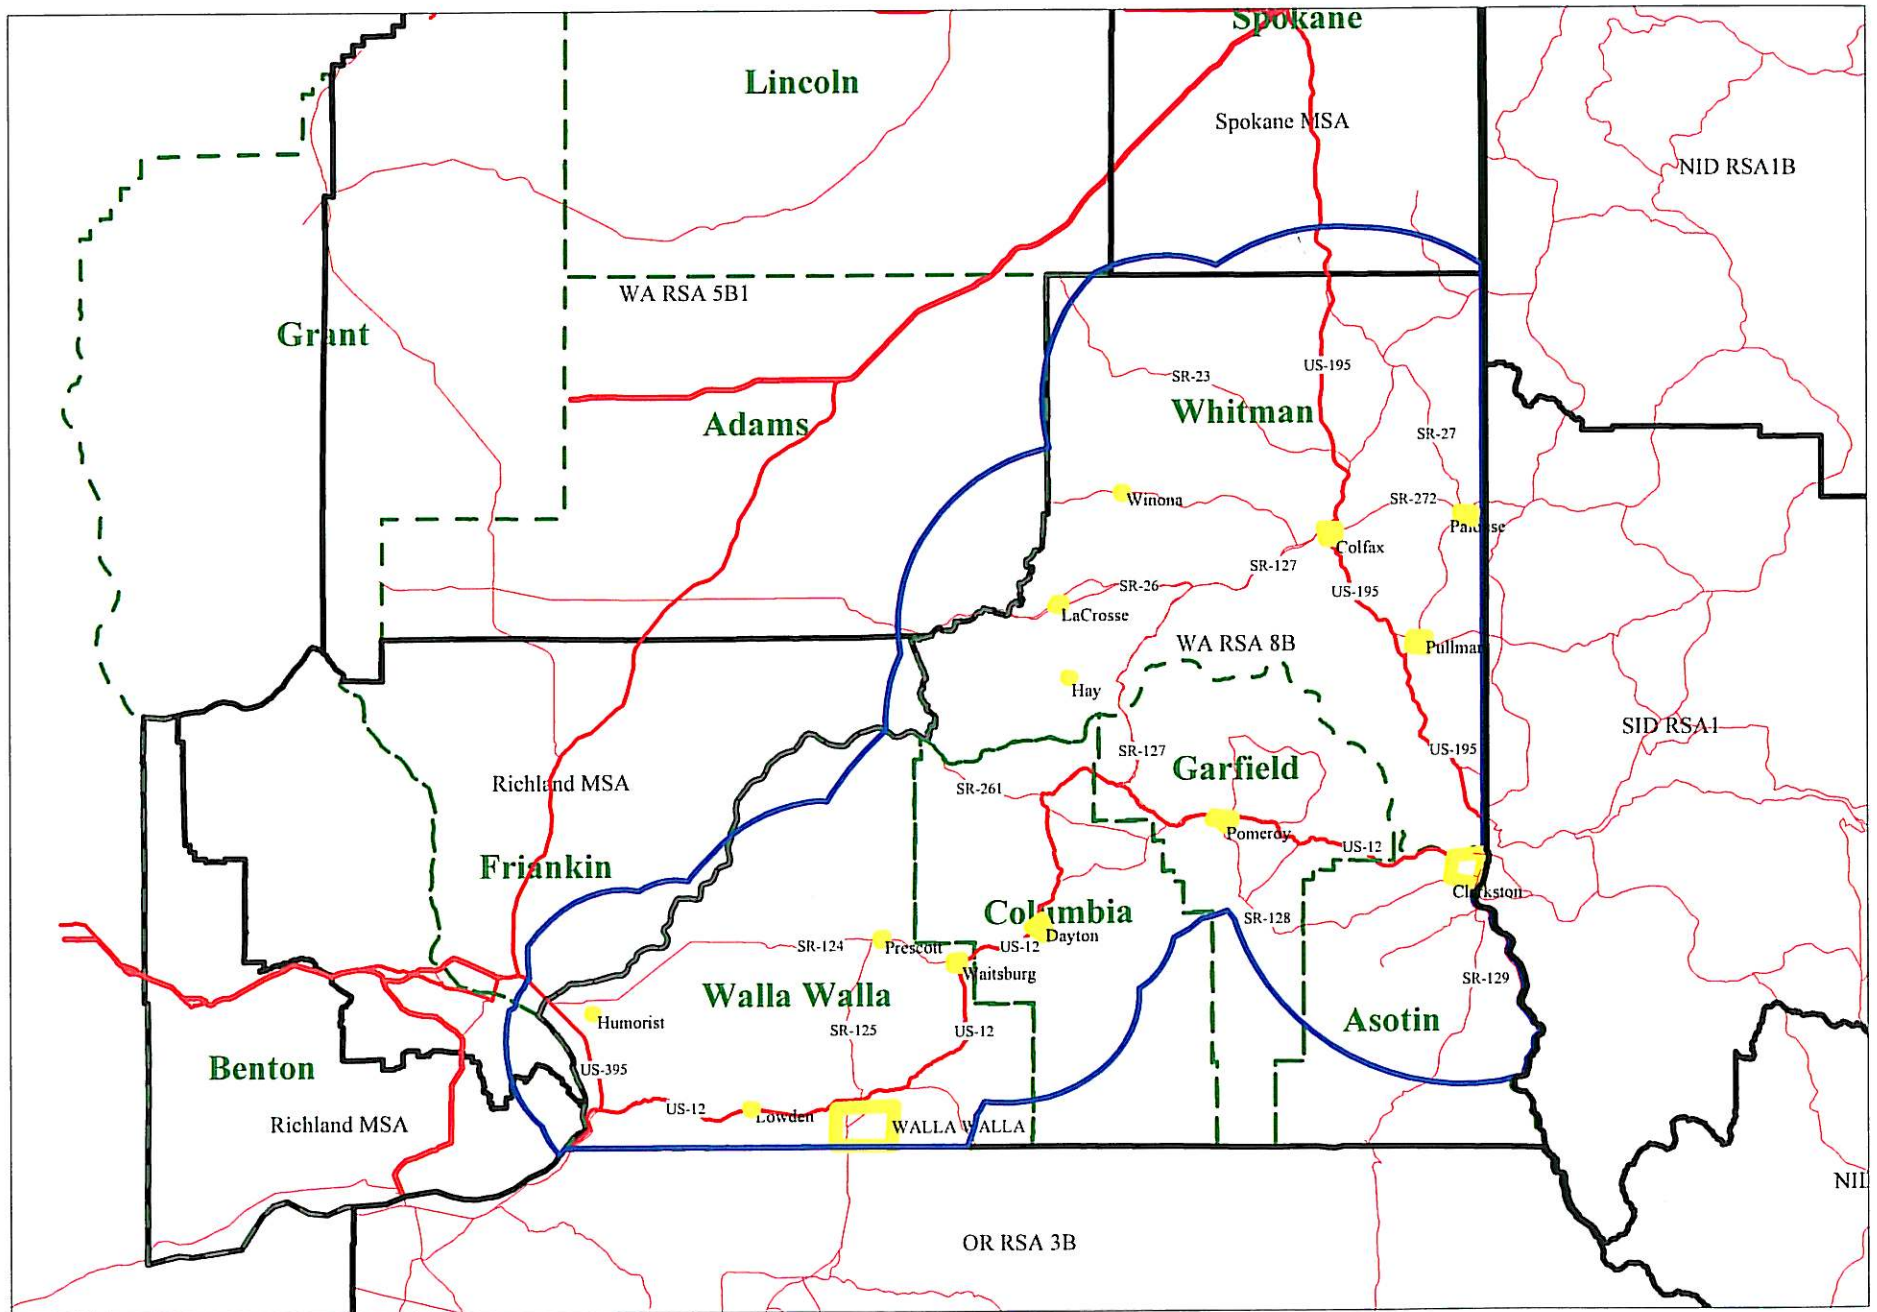 Spokane
Lincoln
Spokane MSA
NID RSA1B
WA RSA 5B1
Grant
US-195
SR-23
Whitman
Adams
SR-27
Winona
SR-272
Palouse
Colfax
SR-127
SR-26
US-195
LaCrosse
WA RSA 8B
Pullman
Hay
SID RSA1
US-195
SR-127
Garfield
Richland MSA
SR-261
Pomeroy
US-12
Friankin
Clarkston
Columbia
SR-128
Dayton
SR-124
Prescott
US-12
Waitsburg
SR-129
Walla Walla
Humorist
SR-125
US-12
Asotin
Benton
US-395
US-12
Lowden
Richland MSA
WALLA WALLA
NII
OR RSA 3B